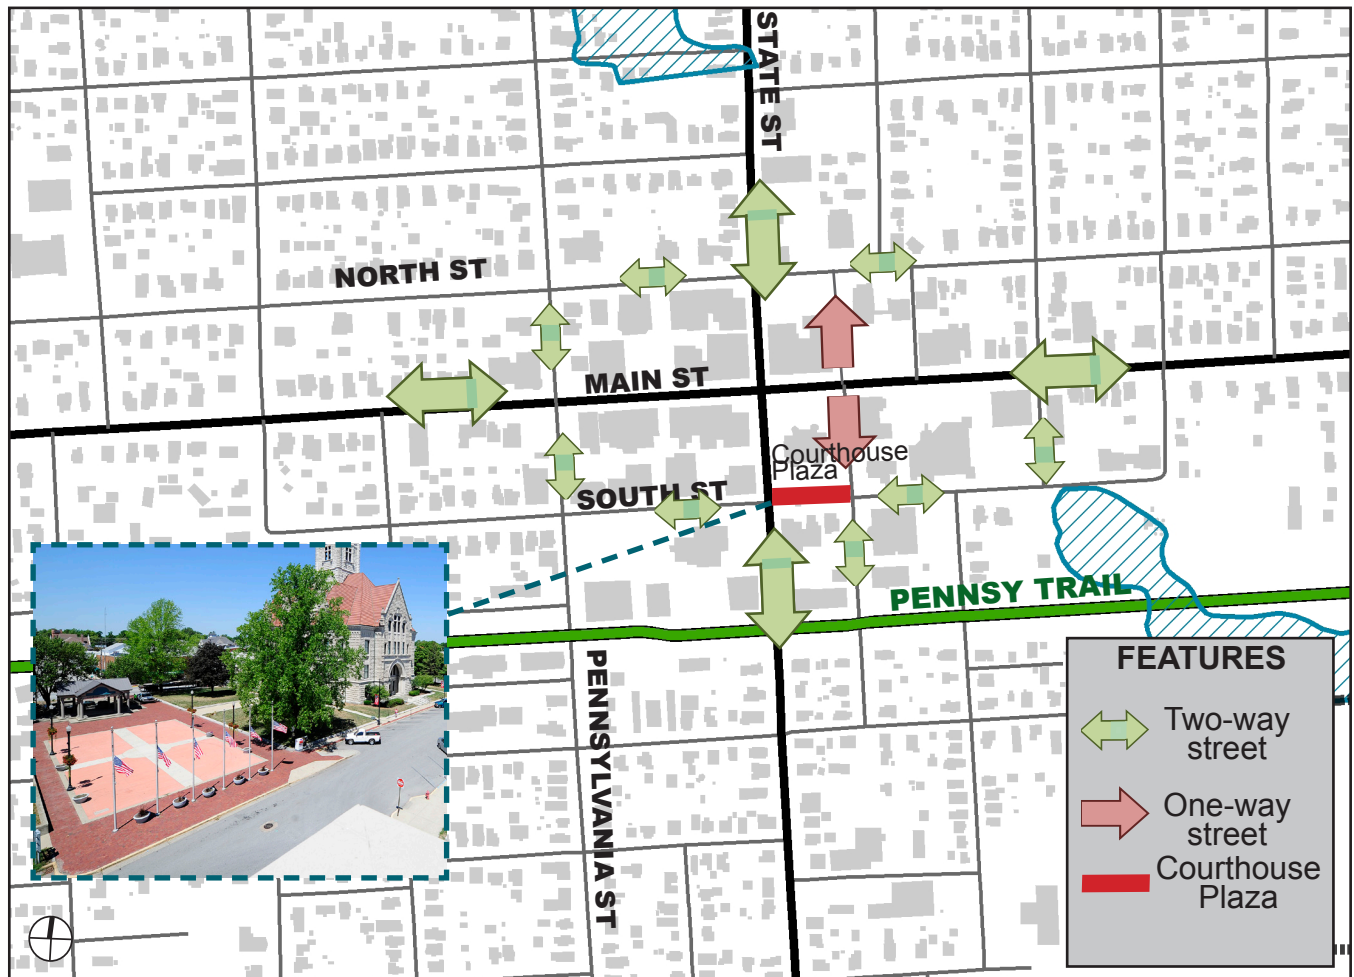 STATE ST
NORTH ST
MAIN ST
Courthouse
Plaza
SOUTH ST
PENNSY TRAIL
PENNSYLVANIA ST
FEATURES
Two-way
street
One-way
street
Courthouse
Plaza